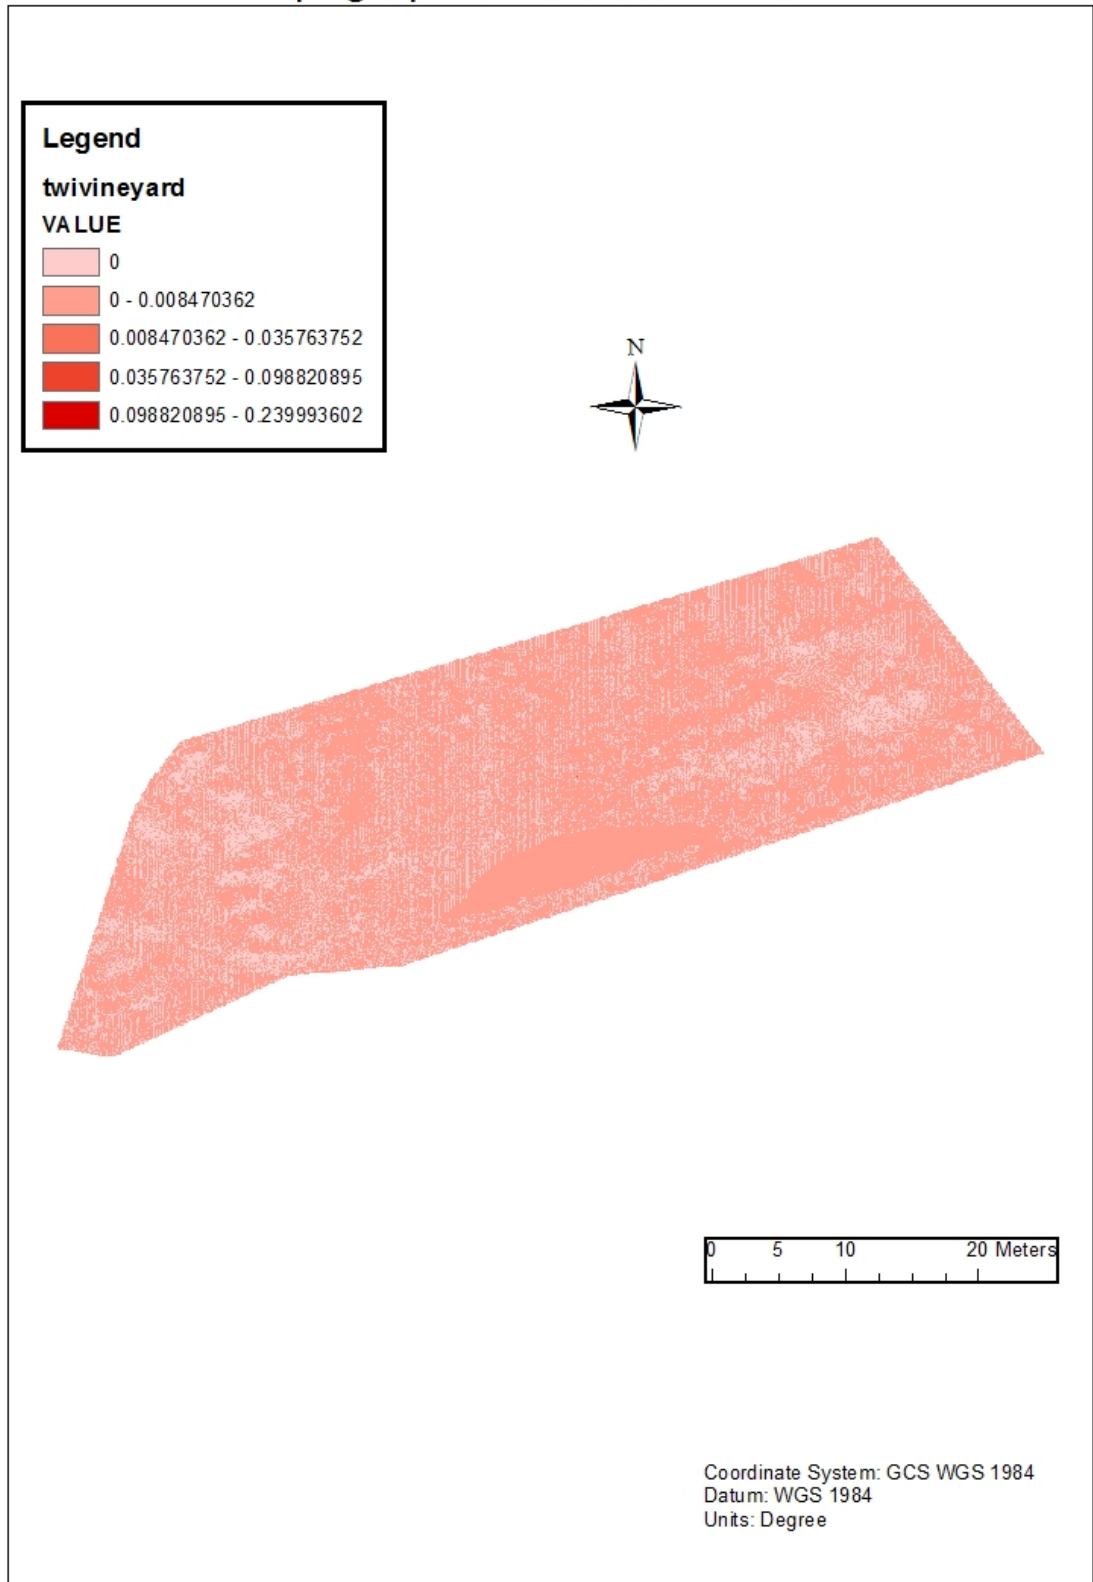 Legend
twivineyard
VALUE
0
0 - 0.008470362
0.008470362 - 0.035763752
0.035763752 - 0.098820895
0.098820895 - 0.239993602
N
0 5 10 20 Meters
Coordinate System: GCS WGS 1984
Datum: WGS 1984
Units: Degree